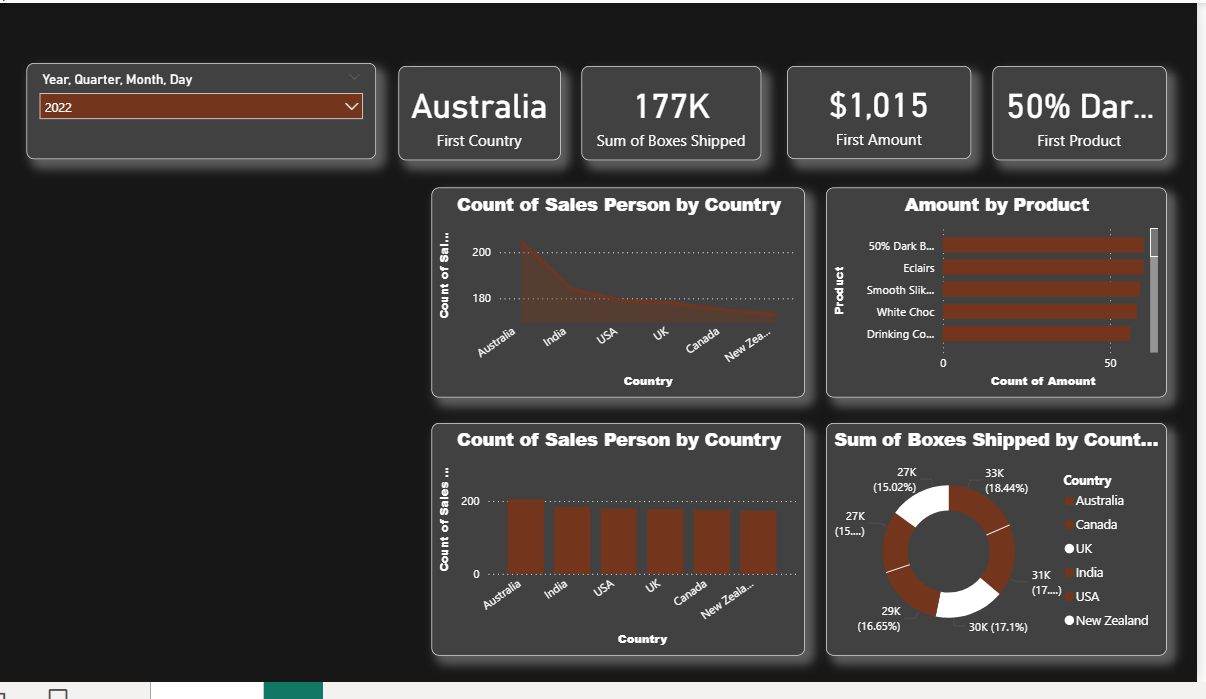 Year, Quarter, Month, Day
2022
Australia
First Country
177K
Sum of Boxes Shipped
$1,015
First Amount
50% Dar...
First Product
Count of Sales Person by Country
Count of Sal...
200
180
Australia
India
USA
UK
Canada
New Zea...
Country
Amount by Product
Product
50% Dark B...
Eclairs
Smooth Slik...
White Choc
Drinking Co...
0
50
Count of Amount
Count of Sales Person by Country
Count of Sales ...
200
0
Australia
India
USA
UK
Canada
New Zeala...
Country
Sum of Boxes Shipped by Count...
27K
(15.02%)
33K
(18.44%)
27K
(15....)
31K
(17....)
29K
(16.65%)
30K (17.1%)
Country
Australia
Canada
UK
India
USA
New Zealand